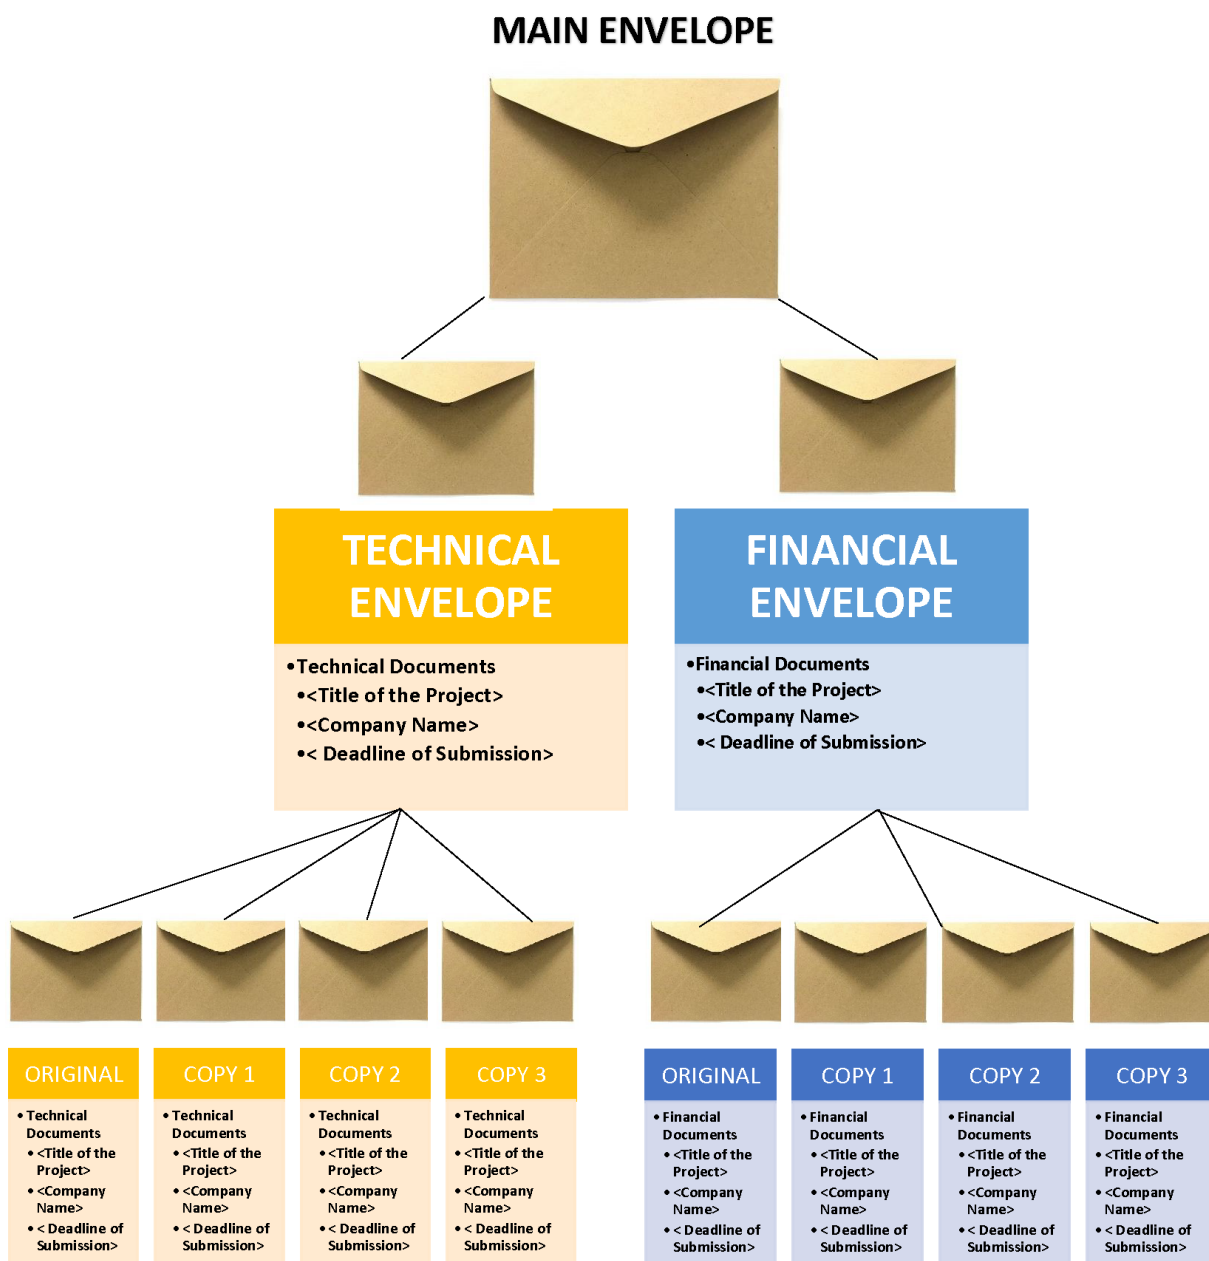 MAIN ENVELOPE
TECHNICAL
ENVELOPE
•Technical Documents
•<Title of the Project>
•<Company Name>
•< Deadline of Submission>
FINANCIAL
ENVELOPE
•Financial Documents
•<Title of the Project>
•<Company Name>
•< Deadline of Submission>
ORIGINAL
• Technical
Documents
• <Title of the
Project>
• <Company
Name>
• < Deadline of
Submission>
COPY 1
• Technical
Documents
• <Title of the
Project>
• <Company
Name>
• < Deadline of
Submission>
COPY 2
• Technical
Documents
• <Title of the
Project>
• <Company
Name>
• < Deadline of
Submission>
COPY 3
• Technical
Documents
• <Title of the
Project>
• <Company
Name>
• < Deadline of
Submission>
ORIGINAL
• Financial
Documents
• <Title of the
Project>
• <Company
Name>
• < Deadline of
Submission>
COPY 1
• Financial
Documents
• <Title of the
Project>
• <Company
Name>
• < Deadline of
Submission>
COPY 2
• Financial
Documents
• <Title of the
Project>
• <Company
Name>
• < Deadline of
Submission>
COPY 3
• Financial
Documents
• <Title of the
Project>
• <Company
Name>
• < Deadline of
Submission>